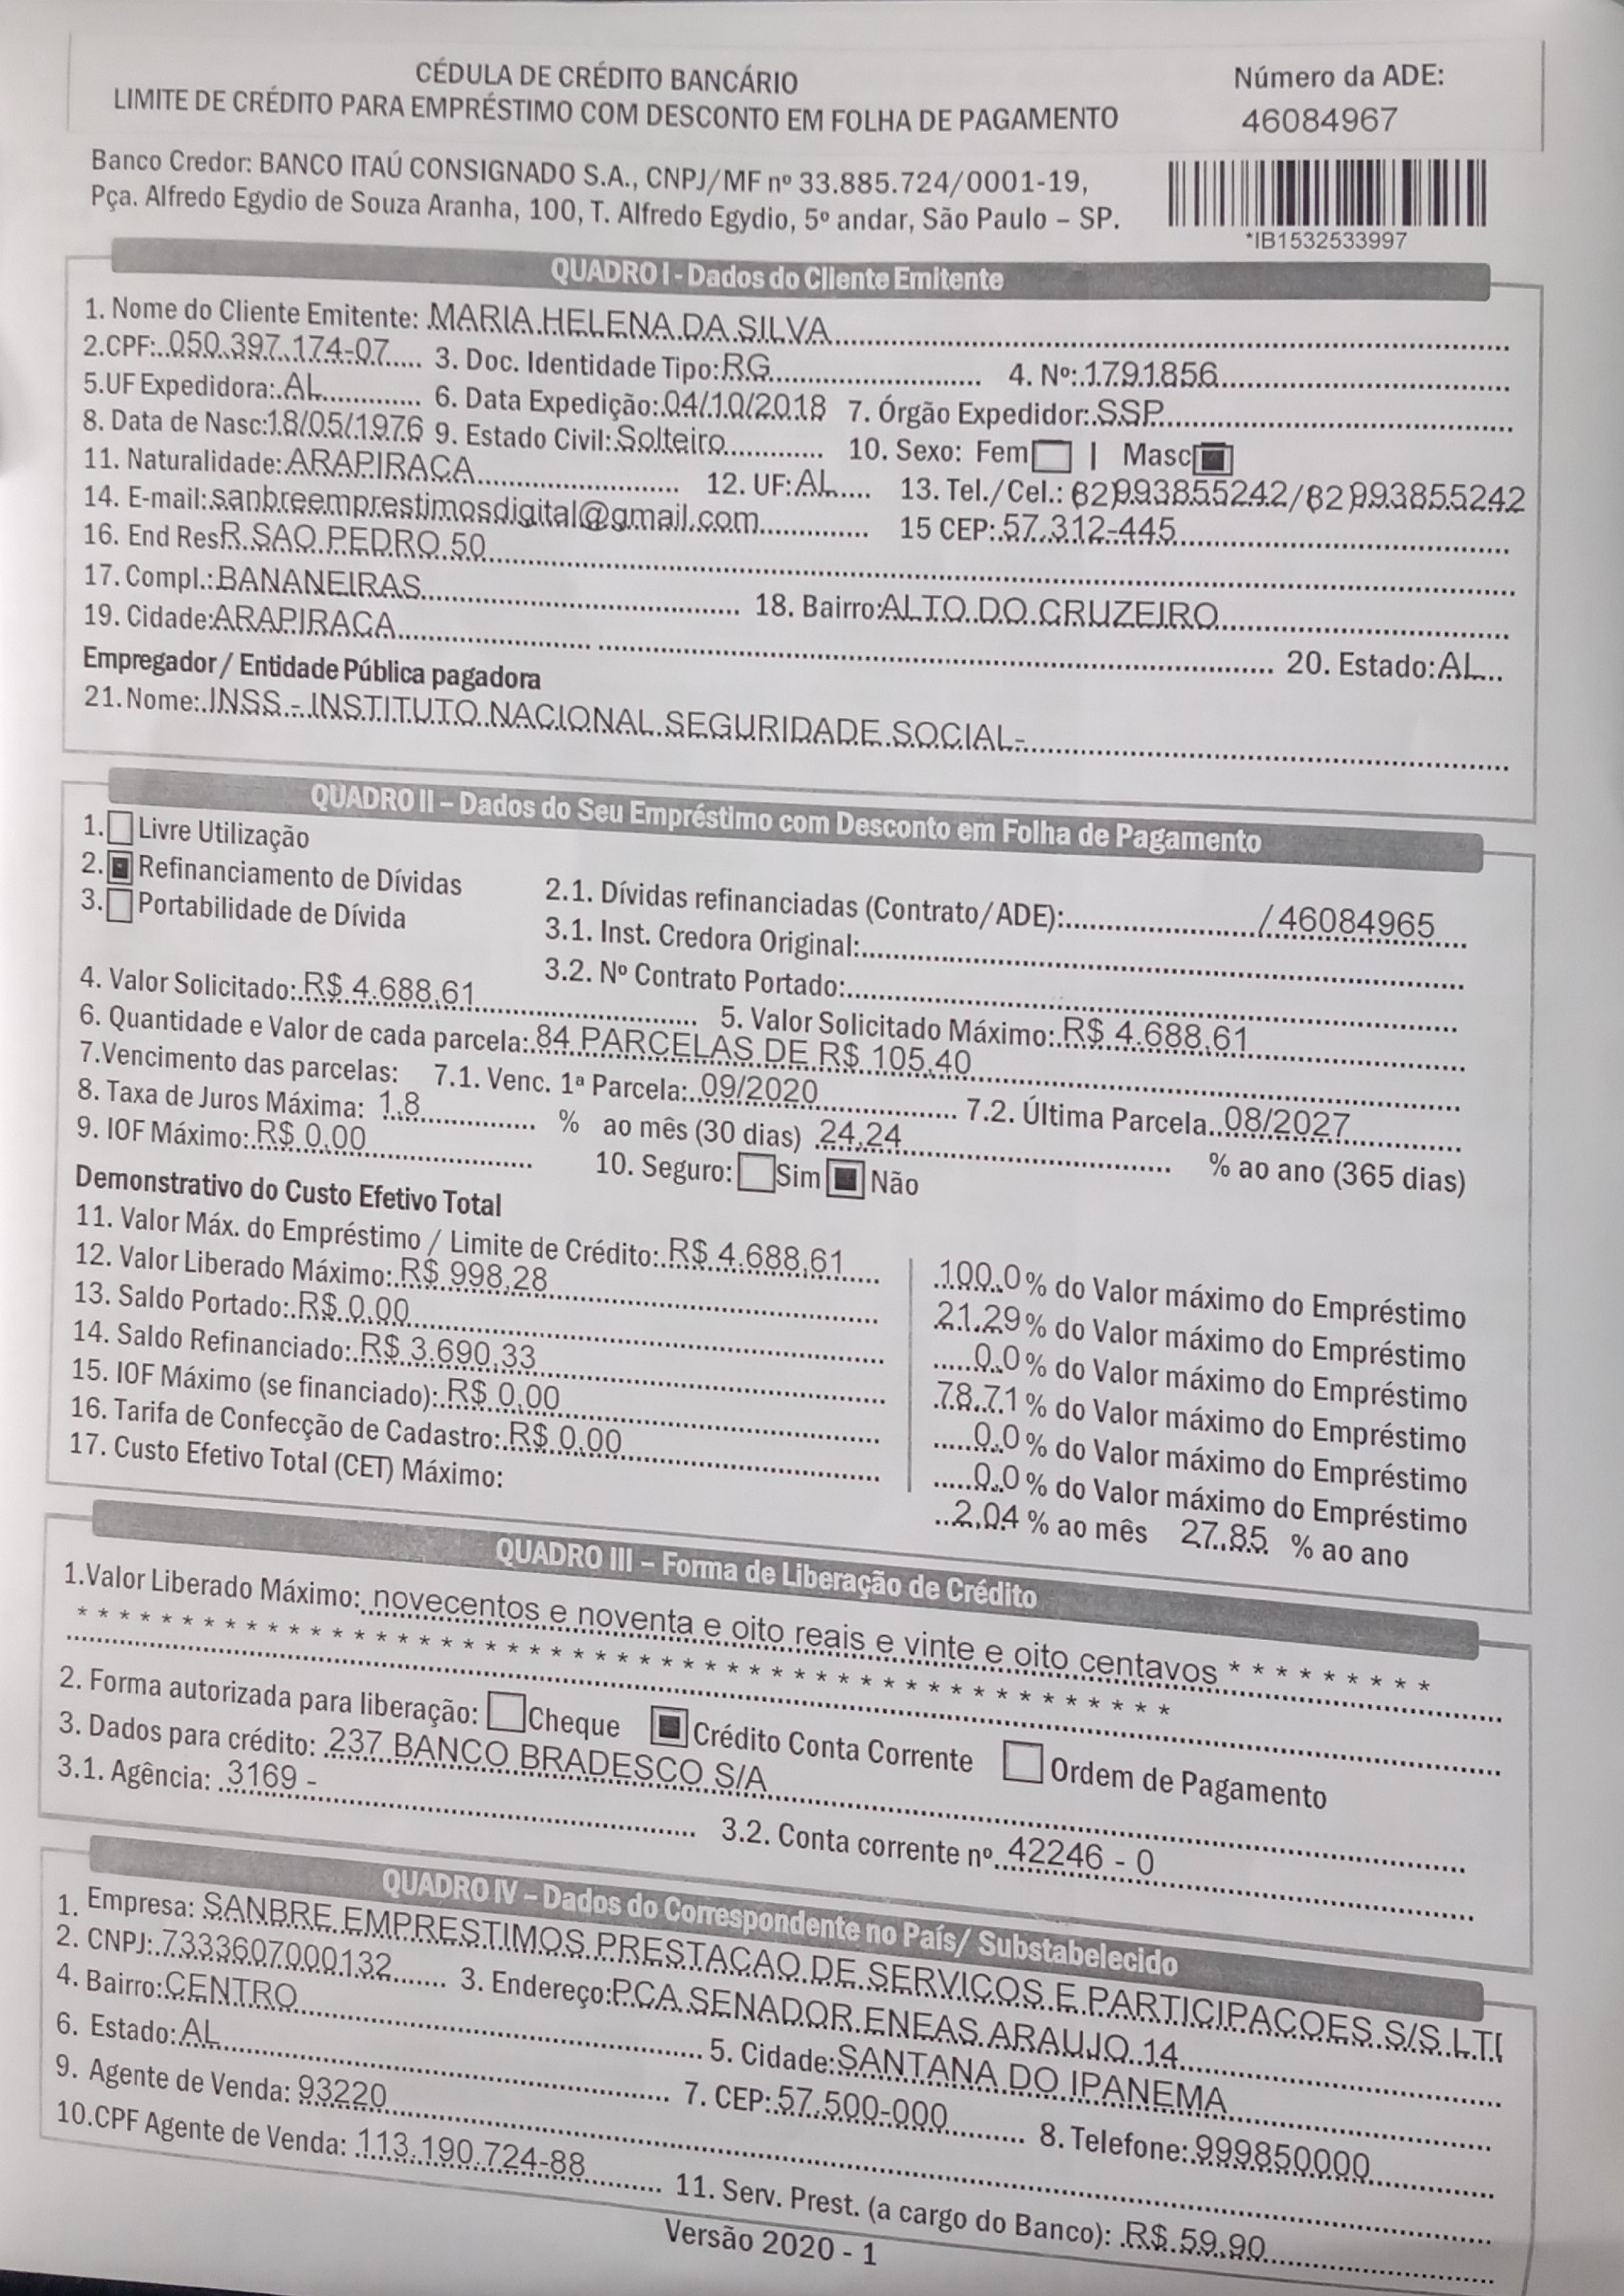 CÉDULA DE CRÉDITO BANCÁRIO
LIMITE DE CRÉDITO PARA EMPRÉSTIMO COM DESCONTO EM FOLHA DE PAGAMENTO
Número da ADE:
46084967
Banco Credor: BANCO ITAÚ CONSIGNADO S.A., CNPJ/MF nº 33.885.724/0001-19,
Pça. Alfredo Egydio de Souza Aranha, 100, T. Alfredo Egydio, 5º andar, São Paulo – SP.
*IB1532533997
QUADRO I - Dados do Cliente Emitente
1. Nome do Cliente Emitente: MARIA HELENA DA SILVA
2.CPF: 050.397.174-07 3. Doc. Identidade Tipo: RG 4. Nº: 1791856
5.UF Expedidora: AL 6. Data Expedição: 04/10/2018 7. Órgão Expedidor: SSP
8. Data de Nasc: 18/05/1976 9. Estado Civil: Solteiro 10. Sexo: Fem | Masc
11. Naturalidade: ARAPIRACA 12. UF: AL 13. Tel./Cel.: 82)993855242/82)993855242
14. E-mail: sanbreemprestimosdigital@gmail.com 15 CEP: 57.312-445
16. End Res R SAO PEDRO 50
17. Compl.: BANANEIRAS 18. Bairro: ALTO DO CRUZEIRO
19. Cidade: ARAPIRACA 20. Estado: AL
Empregador / Entidade Pública pagadora
21. Nome: INSS - INSTITUTO NACIONAL SEGURIDADE SOCIAL-
QUADRO II – Dados do Seu Empréstimo com Desconto em Folha de Pagamento
1. Livre Utilização
2. Refinanciamento de Dívidas 2.1. Dívidas refinanciadas (Contrato/ADE): / 46084965
3. Portabilidade de Dívida 3.1. Inst. Credora Original:
3.2. Nº Contrato Portado:
4. Valor Solicitado: R$ 4.688,61 5. Valor Solicitado Máximo: R$ 4.688,61
6. Quantidade e Valor de cada parcela: 84 PARCELAS DE R$ 105,40
7.Vencimento das parcelas: 7.1. Venc. 1ª Parcela: 09/2020 7.2. Última Parcela 08/2027
8. Taxa de Juros Máxima: 1,8 % ao mês (30 dias) 24,24 % ao ano (365 dias)
9. IOF Máximo: R$ 0,00 10. Seguro: Sim Não
Demonstrativo do Custo Efetivo Total
11. Valor Máx. do Empréstimo / Limite de Crédito: R$ 4.688,61 100,0 % do Valor máximo do Empréstimo
12. Valor Liberado Máximo: R$ 998,28 21,29 % do Valor máximo do Empréstimo
13. Saldo Portado: R$ 0,00 0,0 % do Valor máximo do Empréstimo
14. Saldo Refinanciado: R$ 3.690,33 78,71 % do Valor máximo do Empréstimo
15. IOF Máximo (se financiado): R$ 0,00 0,0 % do Valor máximo do Empréstimo
16. Tarifa de Confecção de Cadastro: R$ 0,00 0,0 % do Valor máximo do Empréstimo
17. Custo Efetivo Total (CET) Máximo: 2,04 % ao mês 27,85 % ao ano
QUADRO III – Forma de Liberação de Crédito
1.Valor Liberado Máximo: novecentos e noventa e oito reais e vinte e oito centavos * * * * * * * * *
* * * * * * * * * * * * * * * * * * * * * * * * * * * * * * * * * * * * * * * * * * * * * * * *
2. Forma autorizada para liberação: Cheque Crédito Conta Corrente Ordem de Pagamento
3. Dados para crédito: 237 BANCO BRADESCO S/A
3.1. Agência: 3169 - 3.2. Conta corrente nº 42246 - 0
QUADRO IV – Dados do Correspondente no País/ Substabelecido
1. Empresa: SANBRE EMPRESTIMOS PRESTACAO DE SERVICOS E PARTICIPACOES S/S LT
2. CNPJ: 7333607000132 3. Endereço: PCA SENADOR ENEAS ARAUJO 14
4. Bairro: CENTRO 5. Cidade: SANTANA DO IPANEMA
6. Estado: AL 7. CEP: 57.500-000 8. Telefone: 999850000
9. Agente de Venda: 93220
10.CPF Agente de Venda: 113.190.724-88 11. Serv. Prest. (a cargo do Banco): R$ 59,90
Versão 2020 - 1